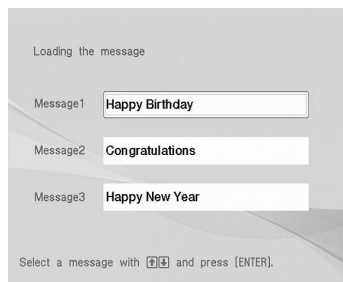 Loading the message
Message1 Happy Birthday
Message2 Congratulations
Message3 Happy New Year
Select a message with ⬆⬇ and press [ENTER].